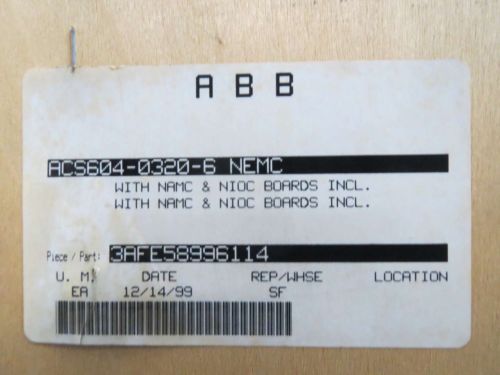 ABB
ACS604-0320-6 NEMC
WITH NAMC & NIOC BOARDS INCL.
WITH NAMC & NIOC BOARDS INCL.
Piece / Part: 3AFE58996114
U. M. DATE REP/WHSE LOCATION
EA 12/14/99 SF